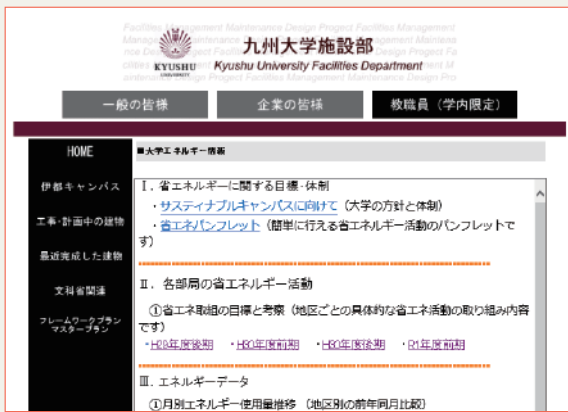 Facilities Management Maintenance Design Progect Facilities Management
九州大学施設部
KYUSHU
UNIVERSITY
Kyushu University Facilities Department
一般の皆様
企業の皆様
教職員（学内限定）
HOME
■大学エネルギー情報
伊都キャンパス
工事・計画中の建物
最近完成した建物
文科省関連
フレームワークプラン
マスタープラン
Ⅰ. 省エネルギーに関する目標・体制
・サスティナブルキャンパスに向けて（大学の方針と体制）
・省エネパンフレット（簡単に行える省エネルギー活動のパンフレットで
す）
Ⅱ. 各部局の省エネルギー活動
①省エネ取組の目標と考察（地区ごとの具体的な省エネ活動の取り組み内容
です）
・H29年度後期 ・H30年度前期 ・H30年度後期 ・R1年度前期
Ⅲ. エネルギーデータ
①月別エネルギー使用量推移（地区別の前年同月比較）